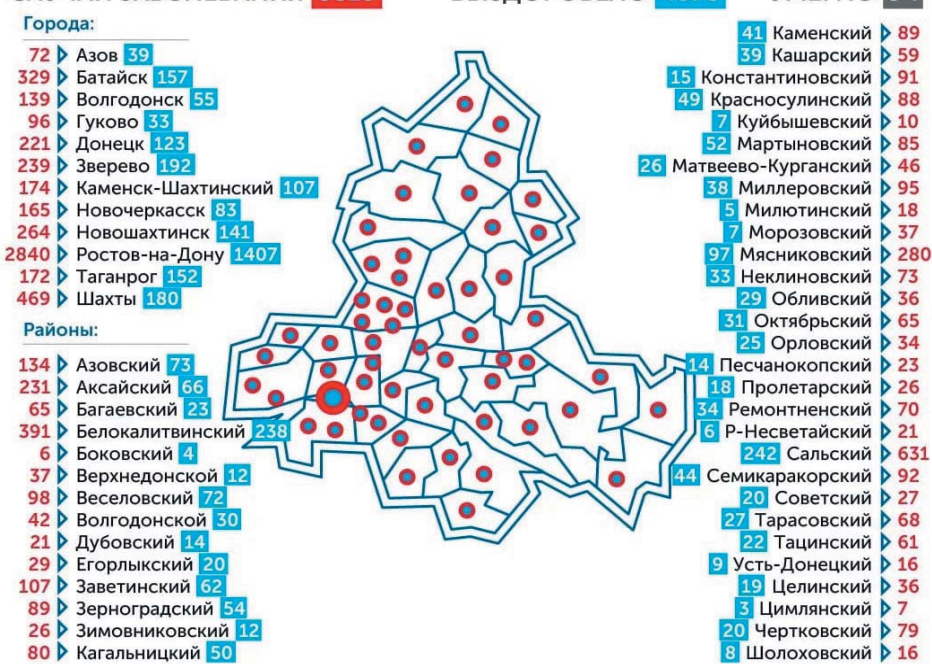 Города:
72 Азов 39
329 Батайск 157
139 Волгодонск 55
96 Гуково 33
221 Донецк 123
239 Зверево 192
174 Каменск-Шахтинский 107
165 Новочеркасск 83
264 Новошахтинск 141
2840 Ростов-на-Дону 1407
172 Таганрог 152
469 Шахты 180
Районы:
134 Азовский 73
231 Аксайский 66
65 Багаевский 23
391 Белокалитвинский 238
6 Боковский 4
37 Верхнедонской 12
98 Веселовский 72
42 Волгодонской 30
21 Дубовский 14
29 Егорлыкский 20
107 Заветинский 62
89 Зерноградский 54
26 Зимовниковский 12
80 Кагальницкий 50
41 Каменский 89
39 Кашарский 59
15 Константиновский 91
49 Красносулинский 88
7 Куйбышевский 10
52 Мартыновский 85
26 Матвеево-Курганский 46
38 Миллеровский 95
5 Милютинский 18
7 Морозовский 37
97 Мясниковский 280
33 Неклиновский 73
29 Обливский 36
31 Октябрьский 65
25 Орловский 34
14 Песчанокопский 23
18 Пролетарский 26
34 Ремонтненский 70
6 Р-Несветайский 21
242 Сальский 631
44 Семикаракорский 92
20 Советский 27
27 Тарасовский 68
22 Тацинский 61
9 Усть-Донецкий 16
19 Целинский 36
3 Цимлянский 7
20 Чертковский 79
8 Шолоховский 16